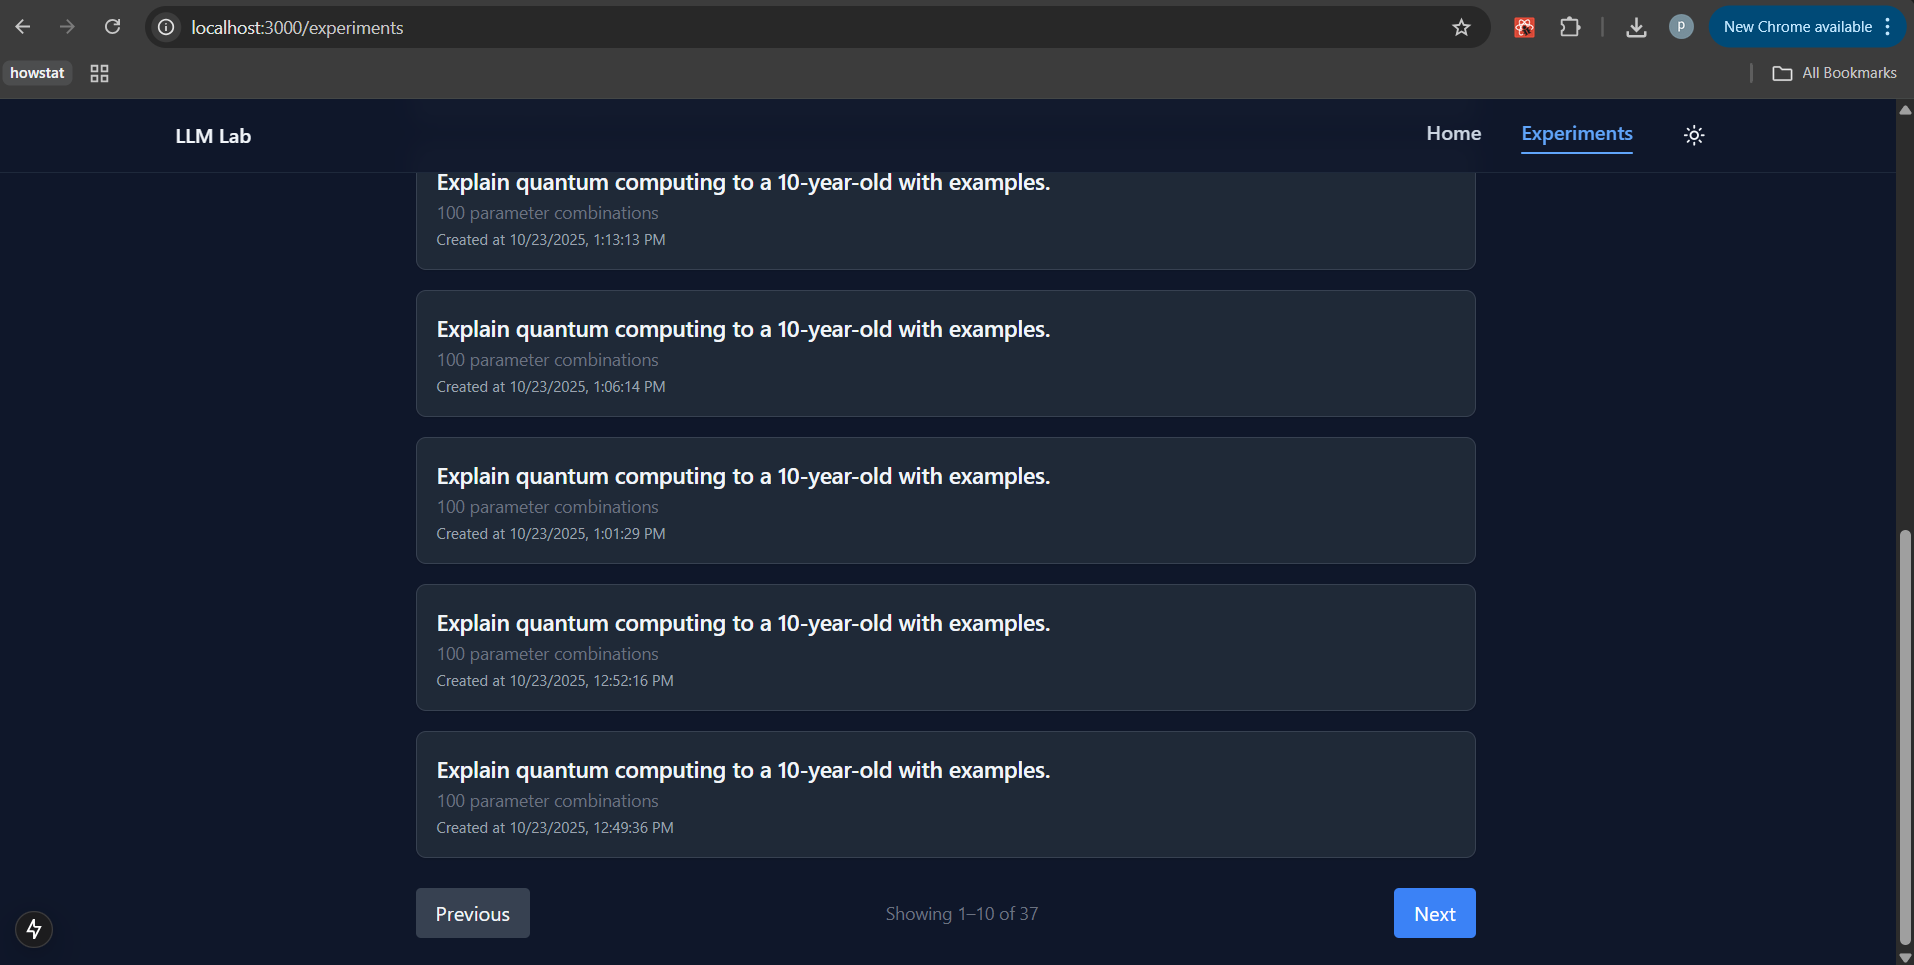 localhost:3000/experiments
P
New Chrome available
howstat
All Bookmarks
LLM Lab
Home
Experiments
Explain quantum computing to a 10-year-old with examples.
100 parameter combinations
Created at 10/23/2025, 1:13:13 PM
Explain quantum computing to a 10-year-old with examples.
100 parameter combinations
Created at 10/23/2025, 1:06:14 PM
Explain quantum computing to a 10-year-old with examples.
100 parameter combinations
Created at 10/23/2025, 1:01:29 PM
Explain quantum computing to a 10-year-old with examples.
100 parameter combinations
Created at 10/23/2025, 12:52:16 PM
Explain quantum computing to a 10-year-old with examples.
100 parameter combinations
Created at 10/23/2025, 12:49:36 PM
Previous
Showing 1–10 of 37
Next